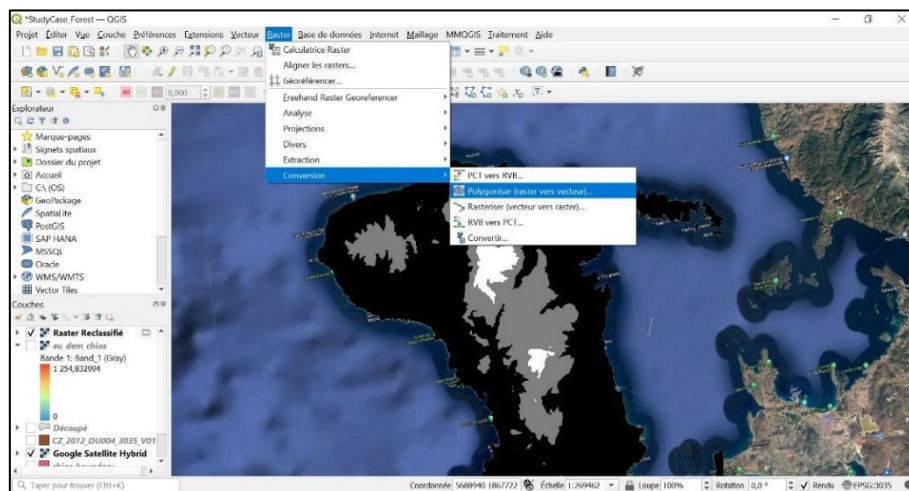 *StudyCase_Forest — QGIS
Projet Éditer Vue Couche Préférences Extensions Vecteur Raster Base de données Internet Maillage MMQGIS Traitement Aide
Calculatrice Raster
Aligner les rasters...
Géoréférencer...
Freehand Raster Georeferencer
Analyse
Projections
Divers
Extraction
Conversion
PCT vers RVB...
Polygoniser (raster vers vecteur)...
Rasteriser (vecteur vers raster)...
RVB vers PCT...
Convertir...
0,000
Explorateur
Marque-pages
Signets spatiaux
Dossier du projet
Accueil
C:\ (OS)
GeoPackage
SpatiaLite
PostGIS
SAP HANA
MSSQL
Oracle
WMS/WMTS
Vector Tiles
Couches
Raster Reclassifié
eu_dem_chios
Bande 1: Band_1 (Gray)
1 254,832994
0
Découpé
CZ_2012_DU004_3035_V01
Google Satellite Hybrid
chios_boundary
Taper pour trouver (Ctrl+K)
Coordonnée 5688940 1867722 Échelle 1:269462 Loupe 100% Rotation 0,0 ° Rendu EPSG:3035